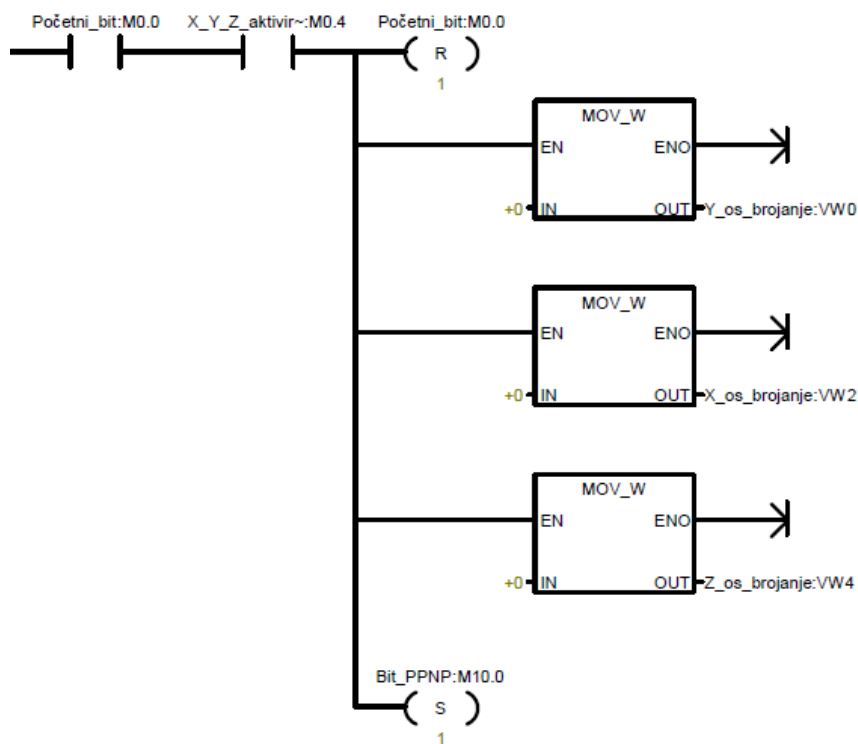 Početni_bit:M0.0 X_Y_Z_aktivir~:M0.4 Početni_bit:M0.0
R
1
MOV_W
EN ENO
+0 IN OUT Y_os_brojanje:VW0
MOV_W
EN ENO
+0 IN OUT X_os_brojanje:VW2
MOV_W
EN ENO
+0 IN OUT Z_os_brojanje:VW4
Bit_PPNP:M10.0
S
1